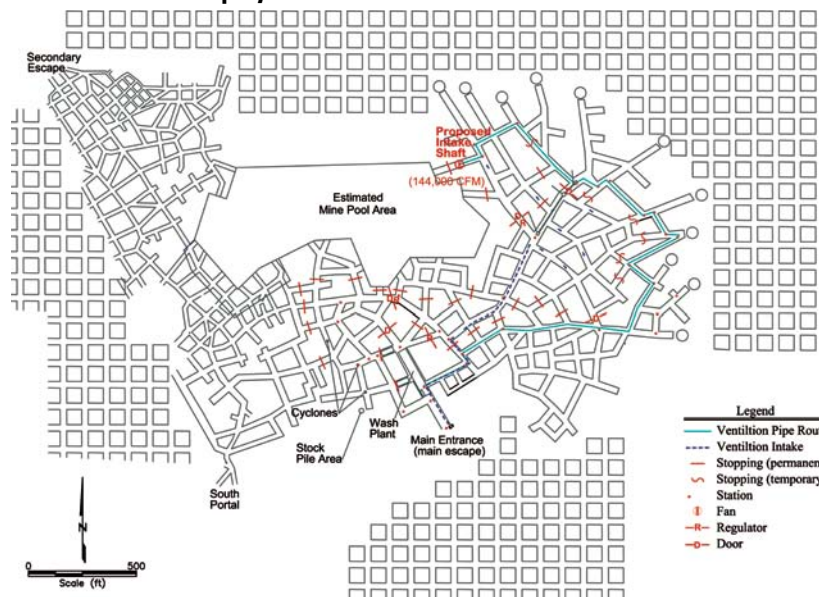 Secondary
Escape
Proposed
Intake
Shaft
(144,000 CFM)
Estimated
Mine Pool Area
Cyclones
Wash
Plant
Stock
Pile Area
Main Entrance
(main escape)
South
Portal
N
0 500
Scale (ft)
Legend
Ventiltion Pipe Rout
Ventiltion Intake
Stopping (permanen
Stopping (temporary
Station
Fan
R Regulator
D Door